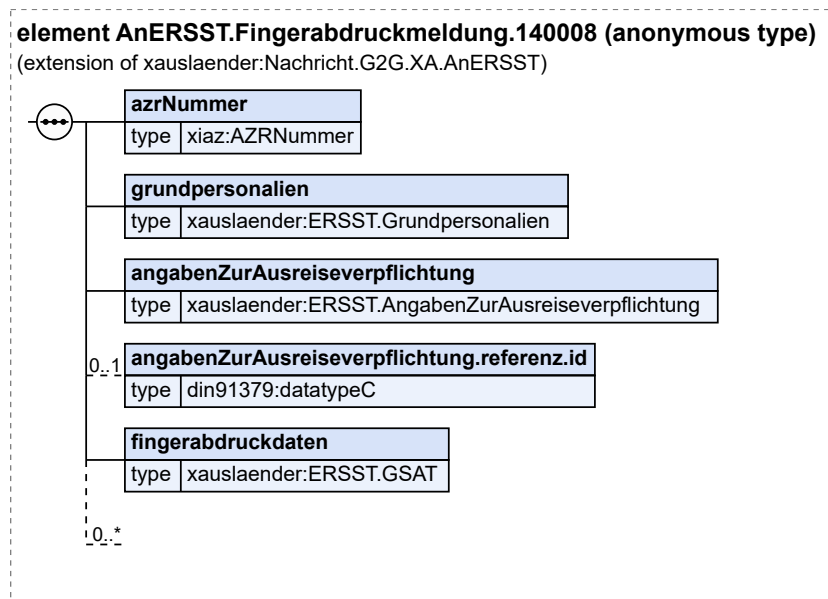 element AnERSST.Fingerabdruckmeldung.140008 (anonymous type)
(extension of xauslaender:Nachricht.G2G.XA.AnERSST)
azrNummer
type xiaz:AZRNummer
grundpersonalien
type xauslaender:ERSST.Grundpersonalien
angabenZurAusreiseverpflichtung
type xauslaender:ERSST.AngabenZurAusreiseverpflichtung
0..1 angabenZurAusreiseverpflichtung.referenz.id
type din91379:datatypeC
fingerabdruckdaten
type xauslaender:ERSST.GSAT
0..*